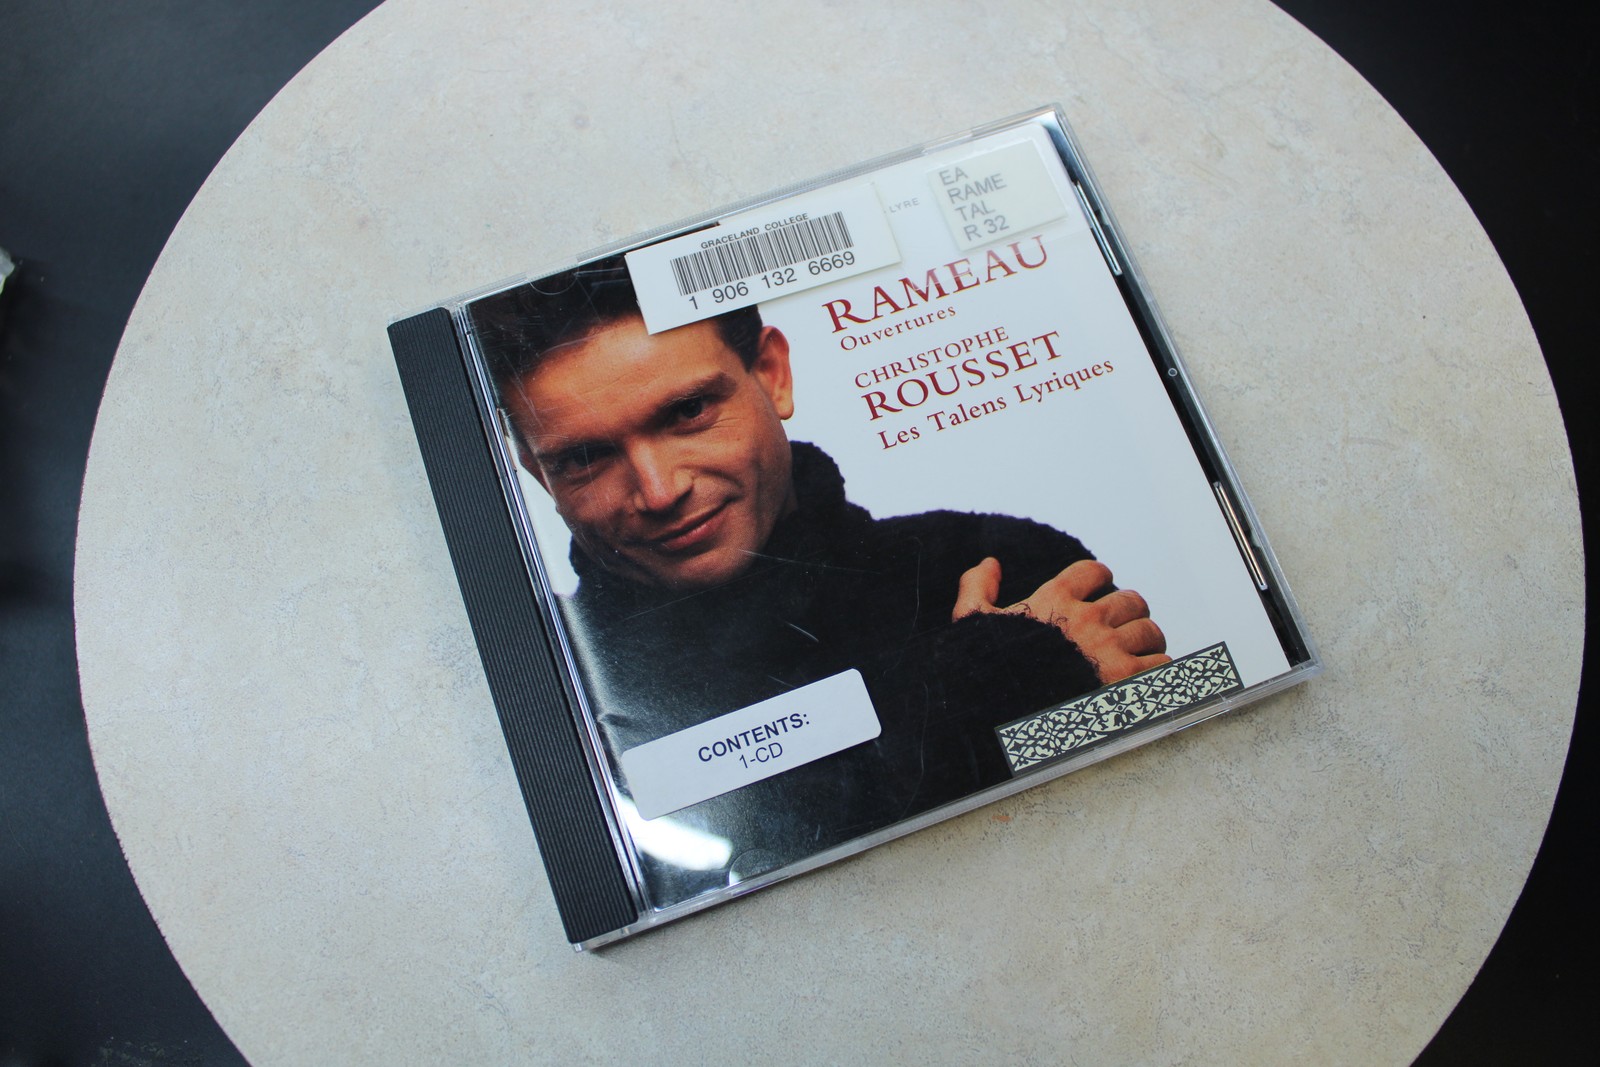 GRACELAND COLLEGE
1 906 132 6669
LYRE
EA
RAME
TAL
R 32
RAMEAU
Ouvertures
CHRISTOPHE
ROUSSET
Les Talens Lyriques
CONTENTS:
1-CD